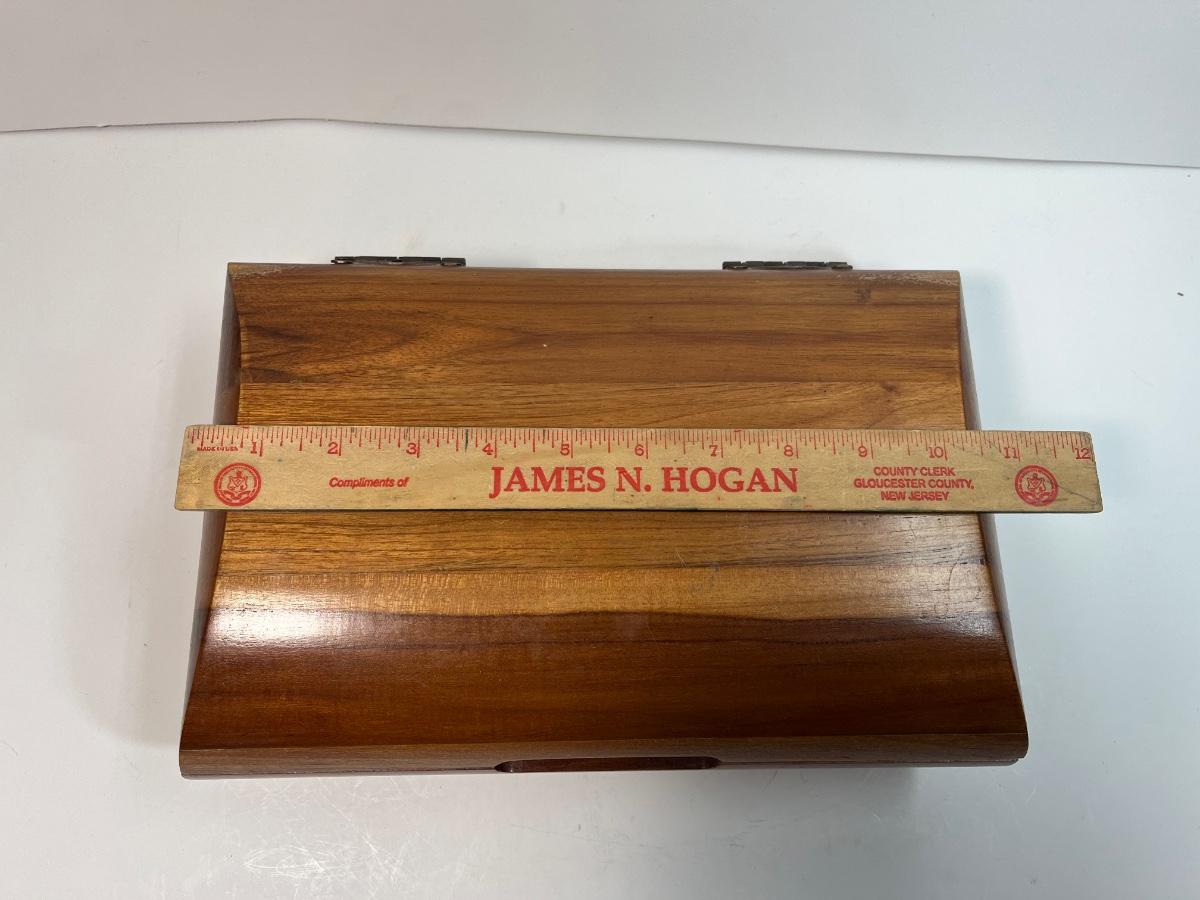 MADE IN USA 1 2 3 4 5 6 7 8 9 10 11 12
Compliments of
JAMES N. HOGAN
COUNTY CLERK
GLOUCESTER COUNTY,
NEW JERSEY